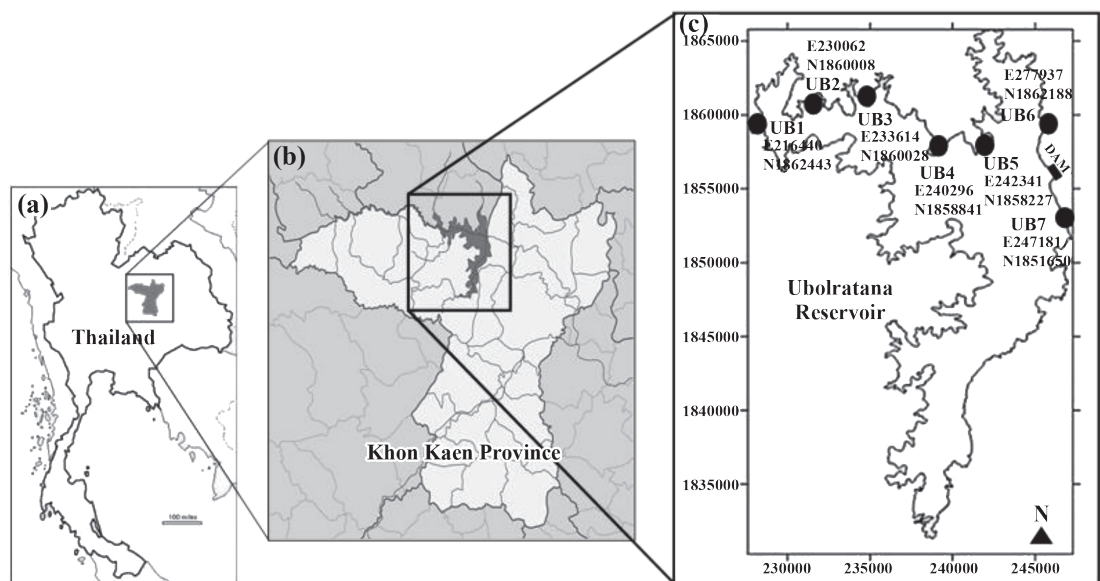 (a)
Thailand
100 miles
(b)
Khon Kaen Province
(c)
1865000
1860000
1855000
1850000
1845000
1840000
1835000
E230062
N1860008
UB2
UB1
E216440
N1862443
UB3
E233614
N1860028
UB4
E240296
N1858841
UB5
E242341
N1858227
E277937
N1862188
UB6
DAM
UB7
E247181
N1851650
Ubolratana
Reservoir
N
230000 235000 240000 245000